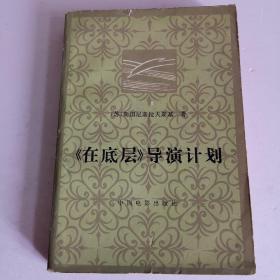 〔苏〕斯坦尼斯拉夫斯基 著
《在底层》导演计划
中国电影出版社